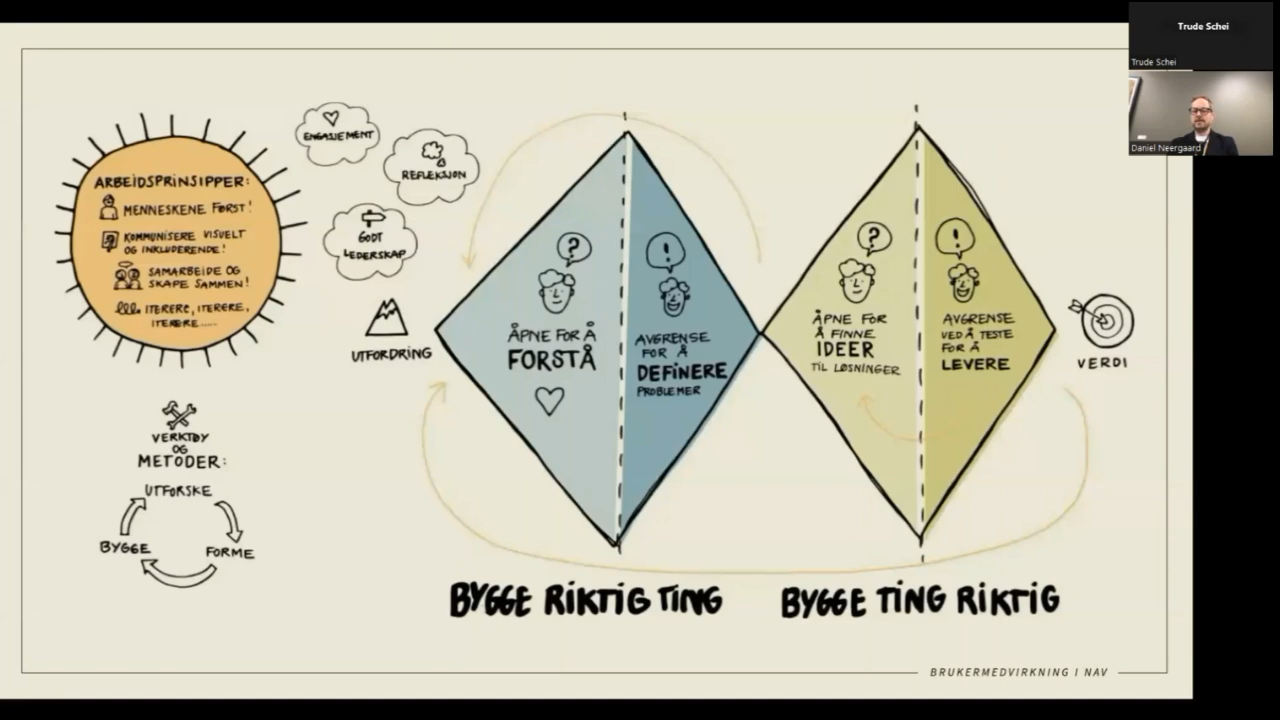 Trude Schei
Trude Schei
Daniel Neergaard
ARBEIDSPRINSIPPER:
MENNESKENE FØRST!
KOMMUNISERE VISUELT
OG INKLUDERENDE!
SAMARBEIDE OG
SKAPE SAMMEN!
ITERERE, ITERERE,
ITERERE.....
ENGASJEMENT
REFLEKSJON
GODT
LEDERSKAP
UTFORDRING
VERKTØY
OG
METODER:
UTFORSKE
BYGGE
FORME
?
ÅPNE FOR Å
FORSTÅ
!
AVGRENSE
FOR Å
DEFINERE
PROBLEMER
?
ÅPNE FOR
Å FINNE
IDEER
TIL LØSNINGER
!
AVGRENSE
VED Å TESTE
FOR Å
LEVERE
VERDI
BYGGE RIKTIG TING
BYGGE TING RIKTIG
BRUKERMEDVIRKNING I NAV